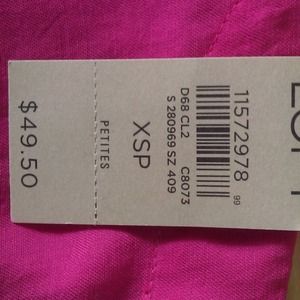 11572978 99
D68 CL2 C8073
S 280969 SZ 409
XSP
PETITES
$49.50